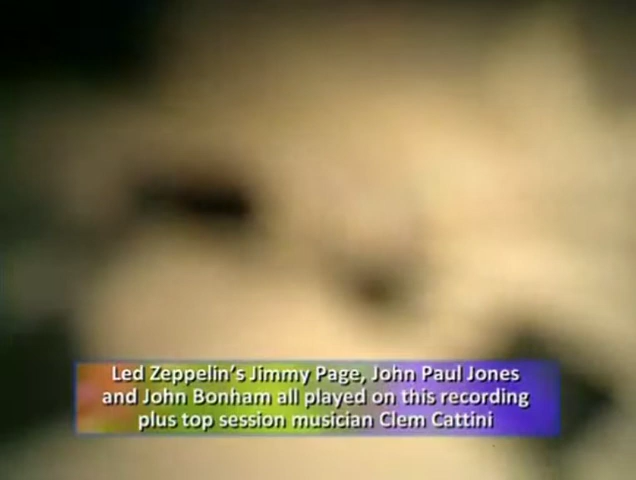 Led Zeppelin's Jimmy Page, John Paul Jones
and John Bonham all played on this recording
plus top session musician Clem Cattini